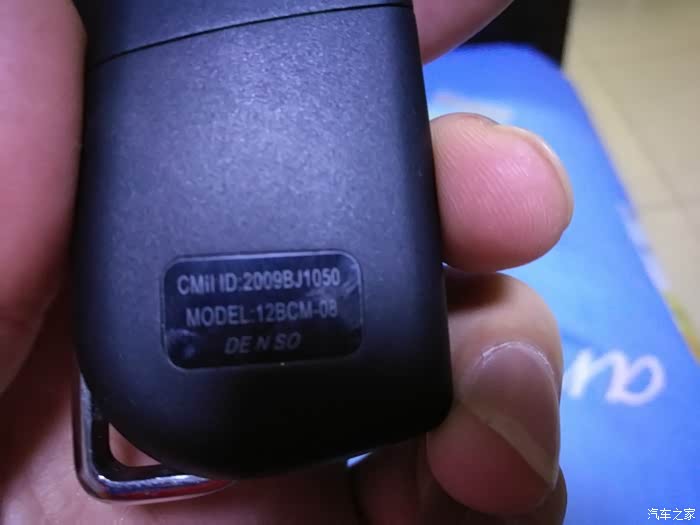 CMiI ID:2009BJ1050
MODEL:12BCM-08
DENSO
汽车之家